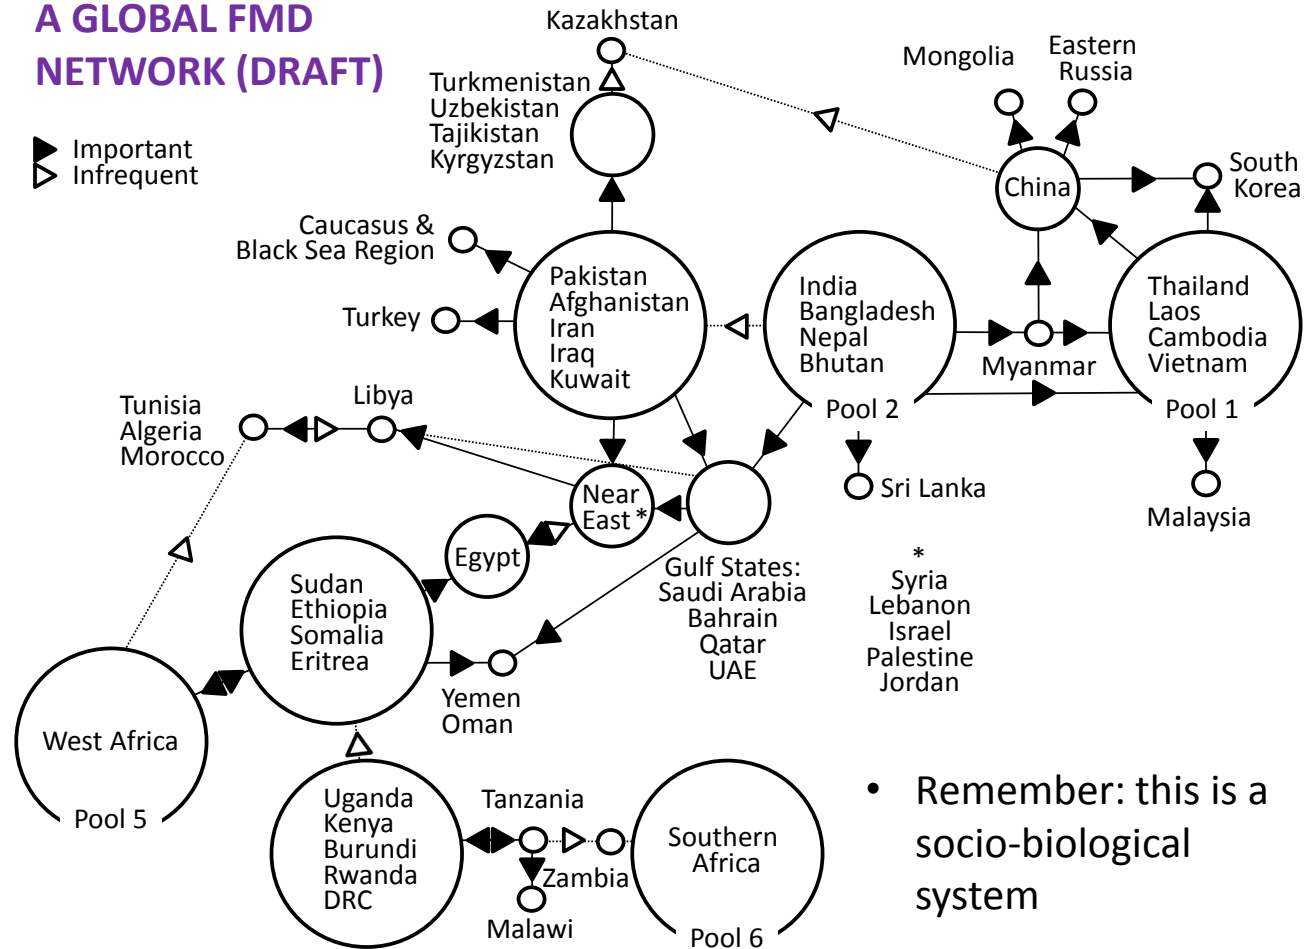 A GLOBAL FMD
NETWORK (DRAFT)
Important
Infrequent
Kazakhstan
Turkmenistan
Uzbekistan
Tajikistan
Kyrgyzstan
Mongolia
Eastern
Russia
China
South
Korea
Caucasus &
Black Sea Region
Turkey
Pakistan
Afghanistan
Iran
Iraq
Kuwait
India
Bangladesh
Nepal
Bhutan
Pool 2
Myanmar
Thailand
Laos
Cambodia
Vietnam
Pool 1
Tunisia
Algeria
Morocco
Libya
Near
East *
Sri Lanka
Malaysia
Egypt
Gulf States:
Saudi Arabia
Bahrain
Qatar
UAE
*
Syria
Lebanon
Israel
Palestine
Jordan
Sudan
Ethiopia
Somalia
Eritrea
Yemen
Oman
West Africa
Pool 5
Uganda
Kenya
Burundi
Rwanda
DRC
Tanzania
Zambia
Malawi
Southern
Africa
Pool 6
• Remember: this is a
socio-biological
system